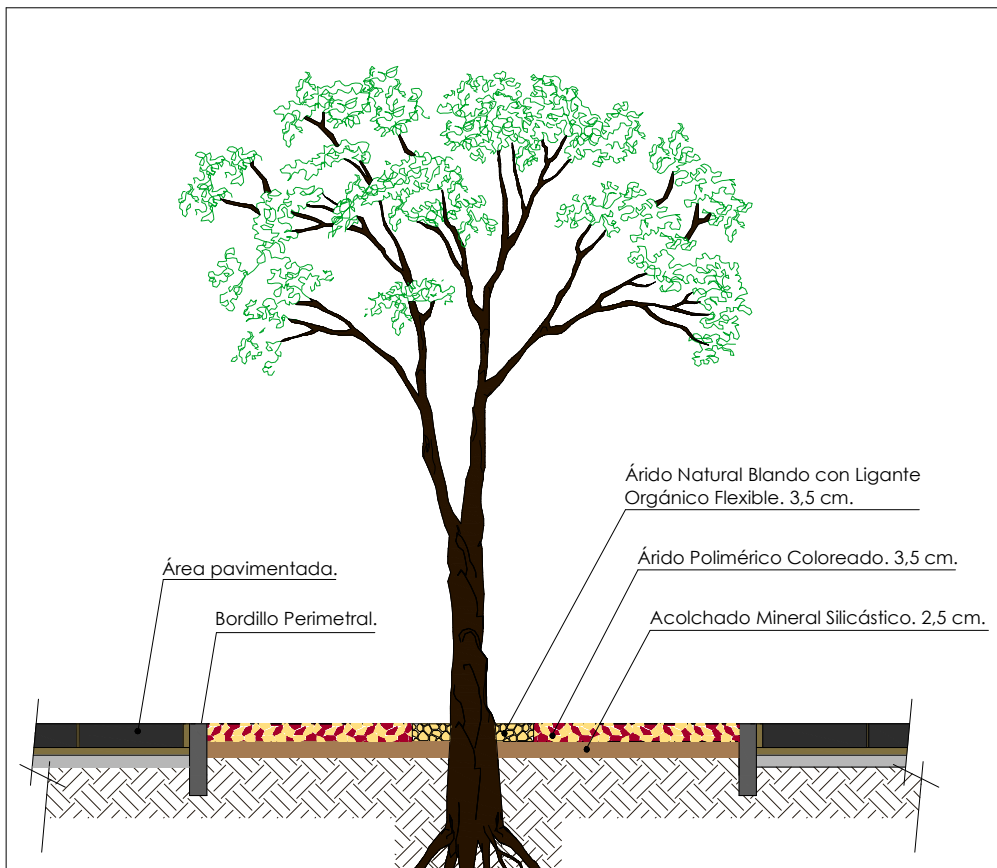 Árido Natural Blando con Ligante
Orgánico Flexible. 3,5 cm.
Árido Polimérico Coloreado. 3,5 cm.
Área pavimentada.
Bordillo Perimetral.
Acolchado Mineral Silicástico. 2,5 cm.